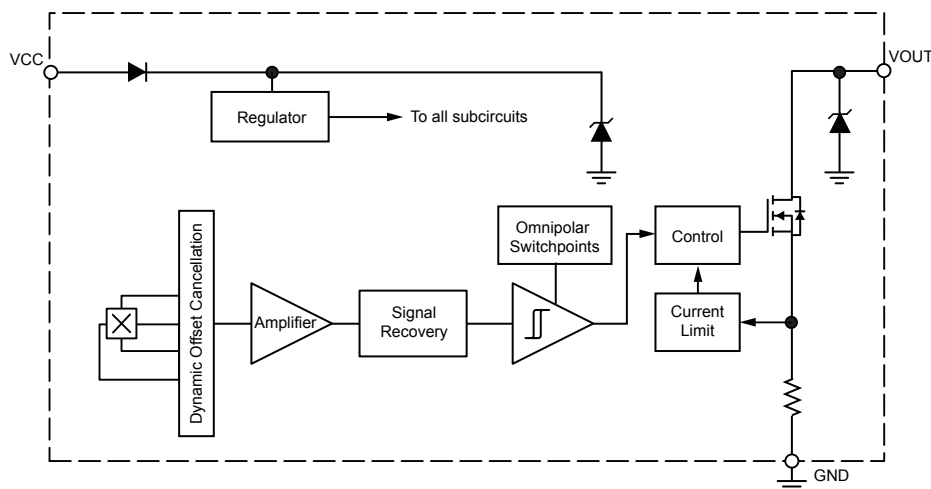 VCC
VOUT
Regulator
To all subcircuits
Omnipolar
Switchpoints
Control
Dynamic Offset Cancellation
Amplifier
Signal
Recovery
Current
Limit
GND